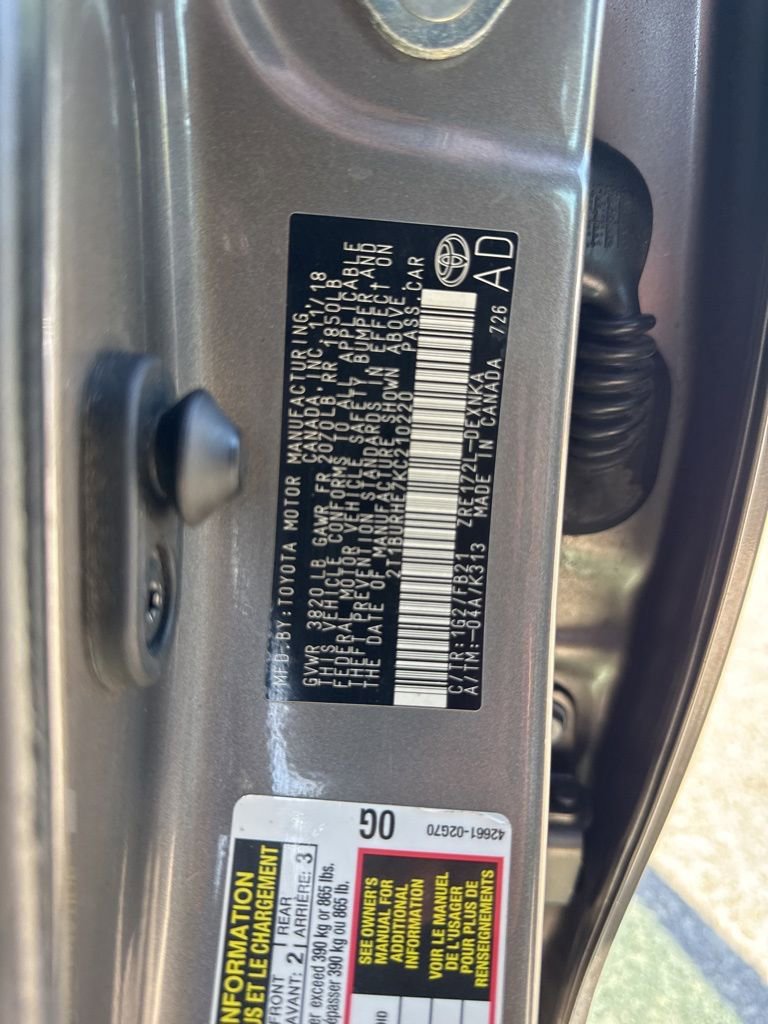 MFD. BY: TOYOTA MOTOR MANUFACTURING
CANADA, INC. 11/18
GVWR 3820 LB GAWR FR 2070LB RR 1850LB
THIS VEHICLE CONFORMS TO ALL APPLICABLE
FEDERAL MOTOR VEHICLE SAFETY, BUMPER AND
THEFT PREVENTION STANDARDS IN EFFECT ON
THE DATE OF MANUFACTURE SHOWN ABOVE.
2T1BURHE7KC210220 PASS.CAR
C/TR:1G2/FB21 ZRE172L-DEXNKA 726
A/TM:-04A/K313 MADE IN CANADA AD
0G
42661-02G70
INFORMATION
US ET LE CHARGEMENT
FRONT
AVANT: 2
REAR
ARRIÈRE: 3
er exceed 390 kg or 865 lbs.
épasser 390 kg ou 865 lb.
SEE OWNER'S
MANUAL FOR
ADDITIONAL
INFORMATION
VOIR LE MANUEL
DE L'USAGER
POUR PLUS DE
RENSEIGNEMENTS